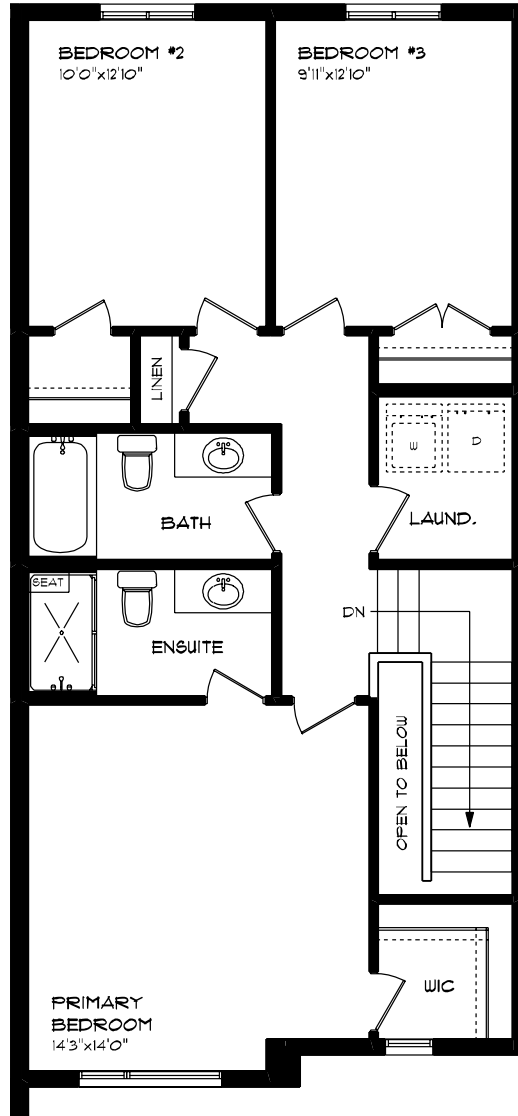 BEDROOM #2
10'0"x12'10"
BEDROOM #3
9'11"x12'10"
LINEN
W
D
BATH
LAUND.
SEAT
ENSUITE
DN
OPEN TO BELOW
WIC
PRIMARY
BEDROOM
14'3"x14'0"